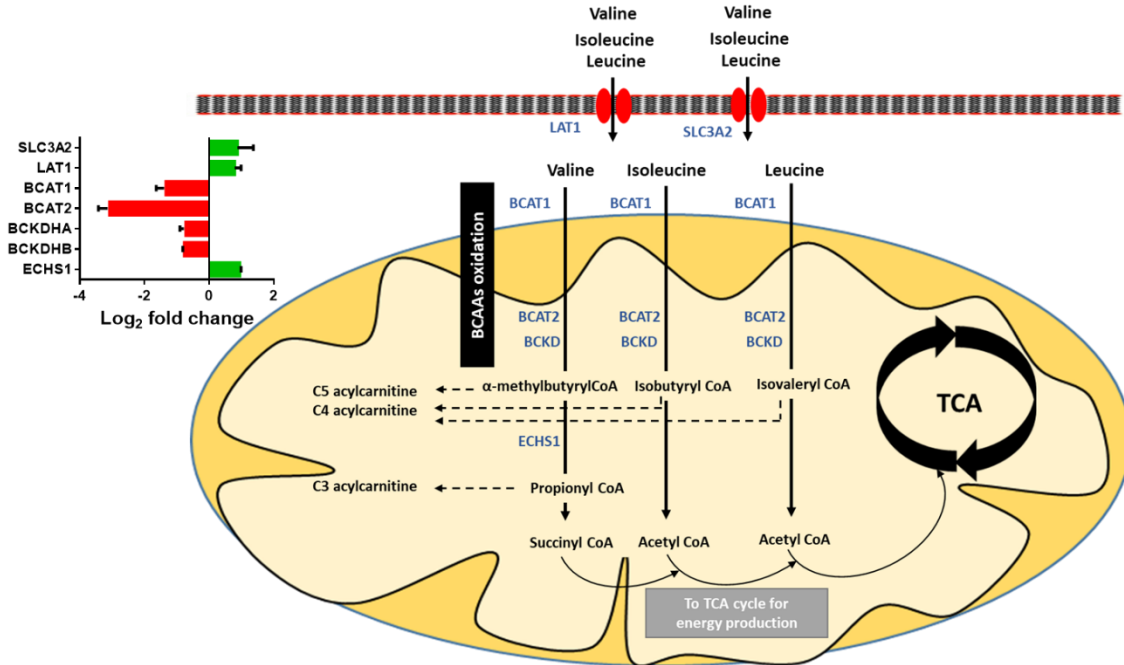 Valine
Isoleucine
Leucine
Valine
Isoleucine
Leucine
LAT1
SLC3A2
SLC3A2
LAT1
BCAT1
BCAT2
BCKDHA
BCKDHB
ECHS1
-4 -2 0 2
Log2 fold change
BCAAs oxidation
Valine Isoleucine Leucine
BCAT1 BCAT1 BCAT1
BCAT2 BCAT2 BCAT2
BCKD BCKD BCKD
C5 acylcarnitine α-methylbutyrylCoA Isobutyryl CoA Isovaleryl CoA
C4 acylcarnitine
TCA
ECHS1
C3 acylcarnitine Propionyl CoA
Succinyl CoA Acetyl CoA Acetyl CoA
To TCA cycle for
energy production